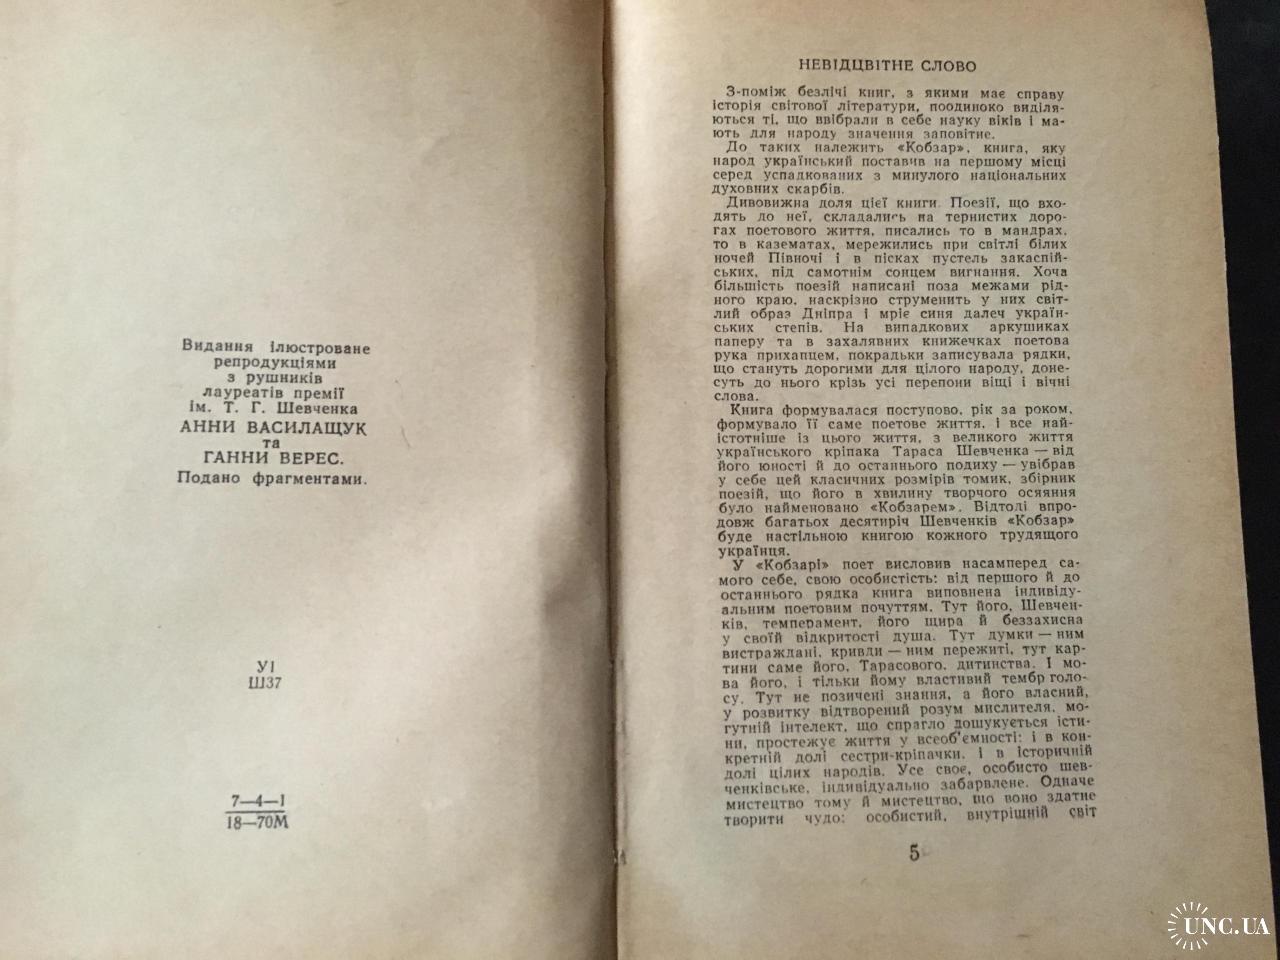 Видання ілюстроване
репродукціями
з рушників
лауреатів премії
ім. Т. Г. Шевченка
АННИ ВАСИЛАЩУК
та
ГАННИ ВЕРЕС.
Подано фрагментами.
УІ
Ш37
7—4—1
18—70М
НЕВІДЦВІТНЕ СЛОВО
З-поміж безлічі книг, з якими має справу
історія світової літератури, поодиноко виділя-
ються ті, що ввібрали в себе науку віків і ма-
ють для народу значення заповітне.
До таких належить «Кобзар», книга, яку
народ український поставив на першому місці
серед успадкованих з минулого національних
духовних скарбів.
Дивовижна доля цієї книги. Поезії, що вхо-
дять до неї, складались на тернистих доро-
гах поетового життя, писались то в мандрах,
то в казематах, мережились при світлі білих
ночей Півночі і в пісках пустель закаспій-
ських, під самотнім сонцем вигнання. Хоча
більшість поезій написані поза межами рід-
ного краю, наскрізно струменить у них світ-
лий образ Дніпра і мріє синя далеч україн-
ських степів. На випадкових аркушиках
паперу та в захалявних книжечках поетова
рука прихапцем, покрадьки записувала рядки,
що стануть дорогими для цілого народу, доне-
суть до нього крізь усі перепони віщі і вічні
слова.
Книга формувалася поступово, рік за роком,
формувало її саме поетове життя, і все най-
істотніше із цього життя, з великого життя
українського кріпака Тараса Шевченка — від
його юності й до останнього подиху — увібрав
у себе цей класичних розмірів томик, збірник
поезій, що його в хвилину творчого осяяння
було найменовано «Кобзарем». Відтоді впро-
довж багатьох десятиріч Шевченків «Кобзар»
буде настільною книгою кожного трудящого
українця.
У «Кобзарі» поет висловив насамперед са-
мого себе, свою особистість: від першого й до
останнього рядка книга виповнена індивіду-
альним поетовим почуттям. Тут його, Шевчен-
ків, темперамент, його щира й беззахисна
у своїй відкритості душа. Тут думки — ним
вистраждані, кривди — ним пережиті, тут кар-
тини саме його, Тарасового, дитинства. І мо-
ва його, і тільки йому властивий тембр голо-
су. Тут не позичені знання, а його власний,
у розвитку відтворений розум мислителя, мо-
гутній інтелект, що спрагло дошукується істи-
ни, простежує життя у всеоб'ємності: і в кон-
кретній долі сестри-кріпачки, і в історичній
долі цілих народів. Усе своє, особисто шев-
ченківське, індивідуально забарвлене. Одначе
мистецтво тому й мистецтво, що воно здатне
творити чудо: особистий, внутрішній світ
5
UNC.UA